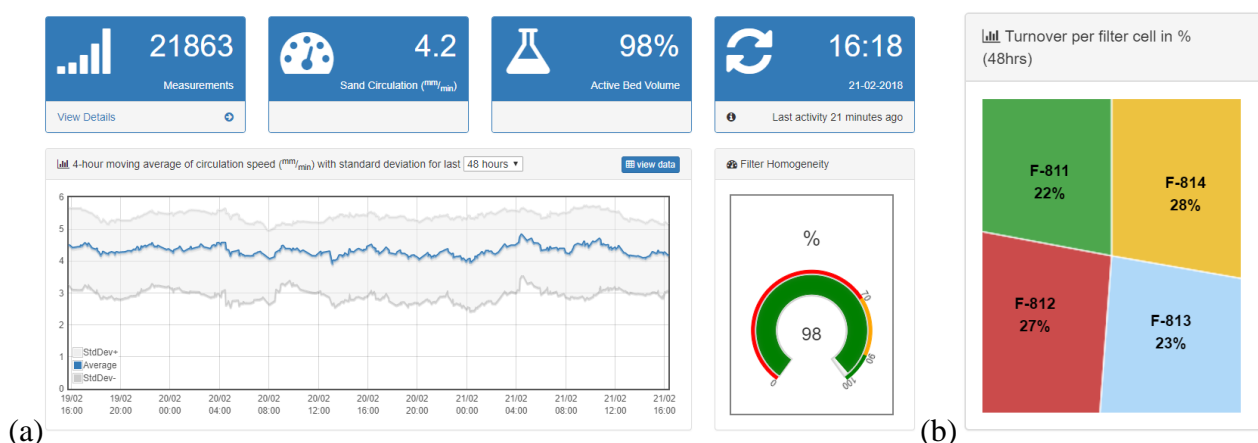 21863
Measurements
View Details
4.2
Sand Circulation (mm/min)
98%
Active Bed Volume
16:18
21-02-2018
Last activity 21 minutes ago
4-hour moving average of circulation speed (mm/min) with standard deviation for last 48 hours
view data
6
5
4
3
2
1
0
StdDev+
Average
StdDev-
19/02 16:00
19/02 20:00
20/02 00:00
20/02 04:00
20/02 08:00
20/02 12:00
20/02 16:00
20/02 20:00
21/02 00:00
21/02 04:00
21/02 08:00
21/02 12:00
21/02 16:00
Filter Homogeneity
%
98
0
70
90
100
(a)
Turnover per filter cell in %
(48hrs)
F-811
22%
F-814
28%
F-812
27%
F-813
23%
(b)